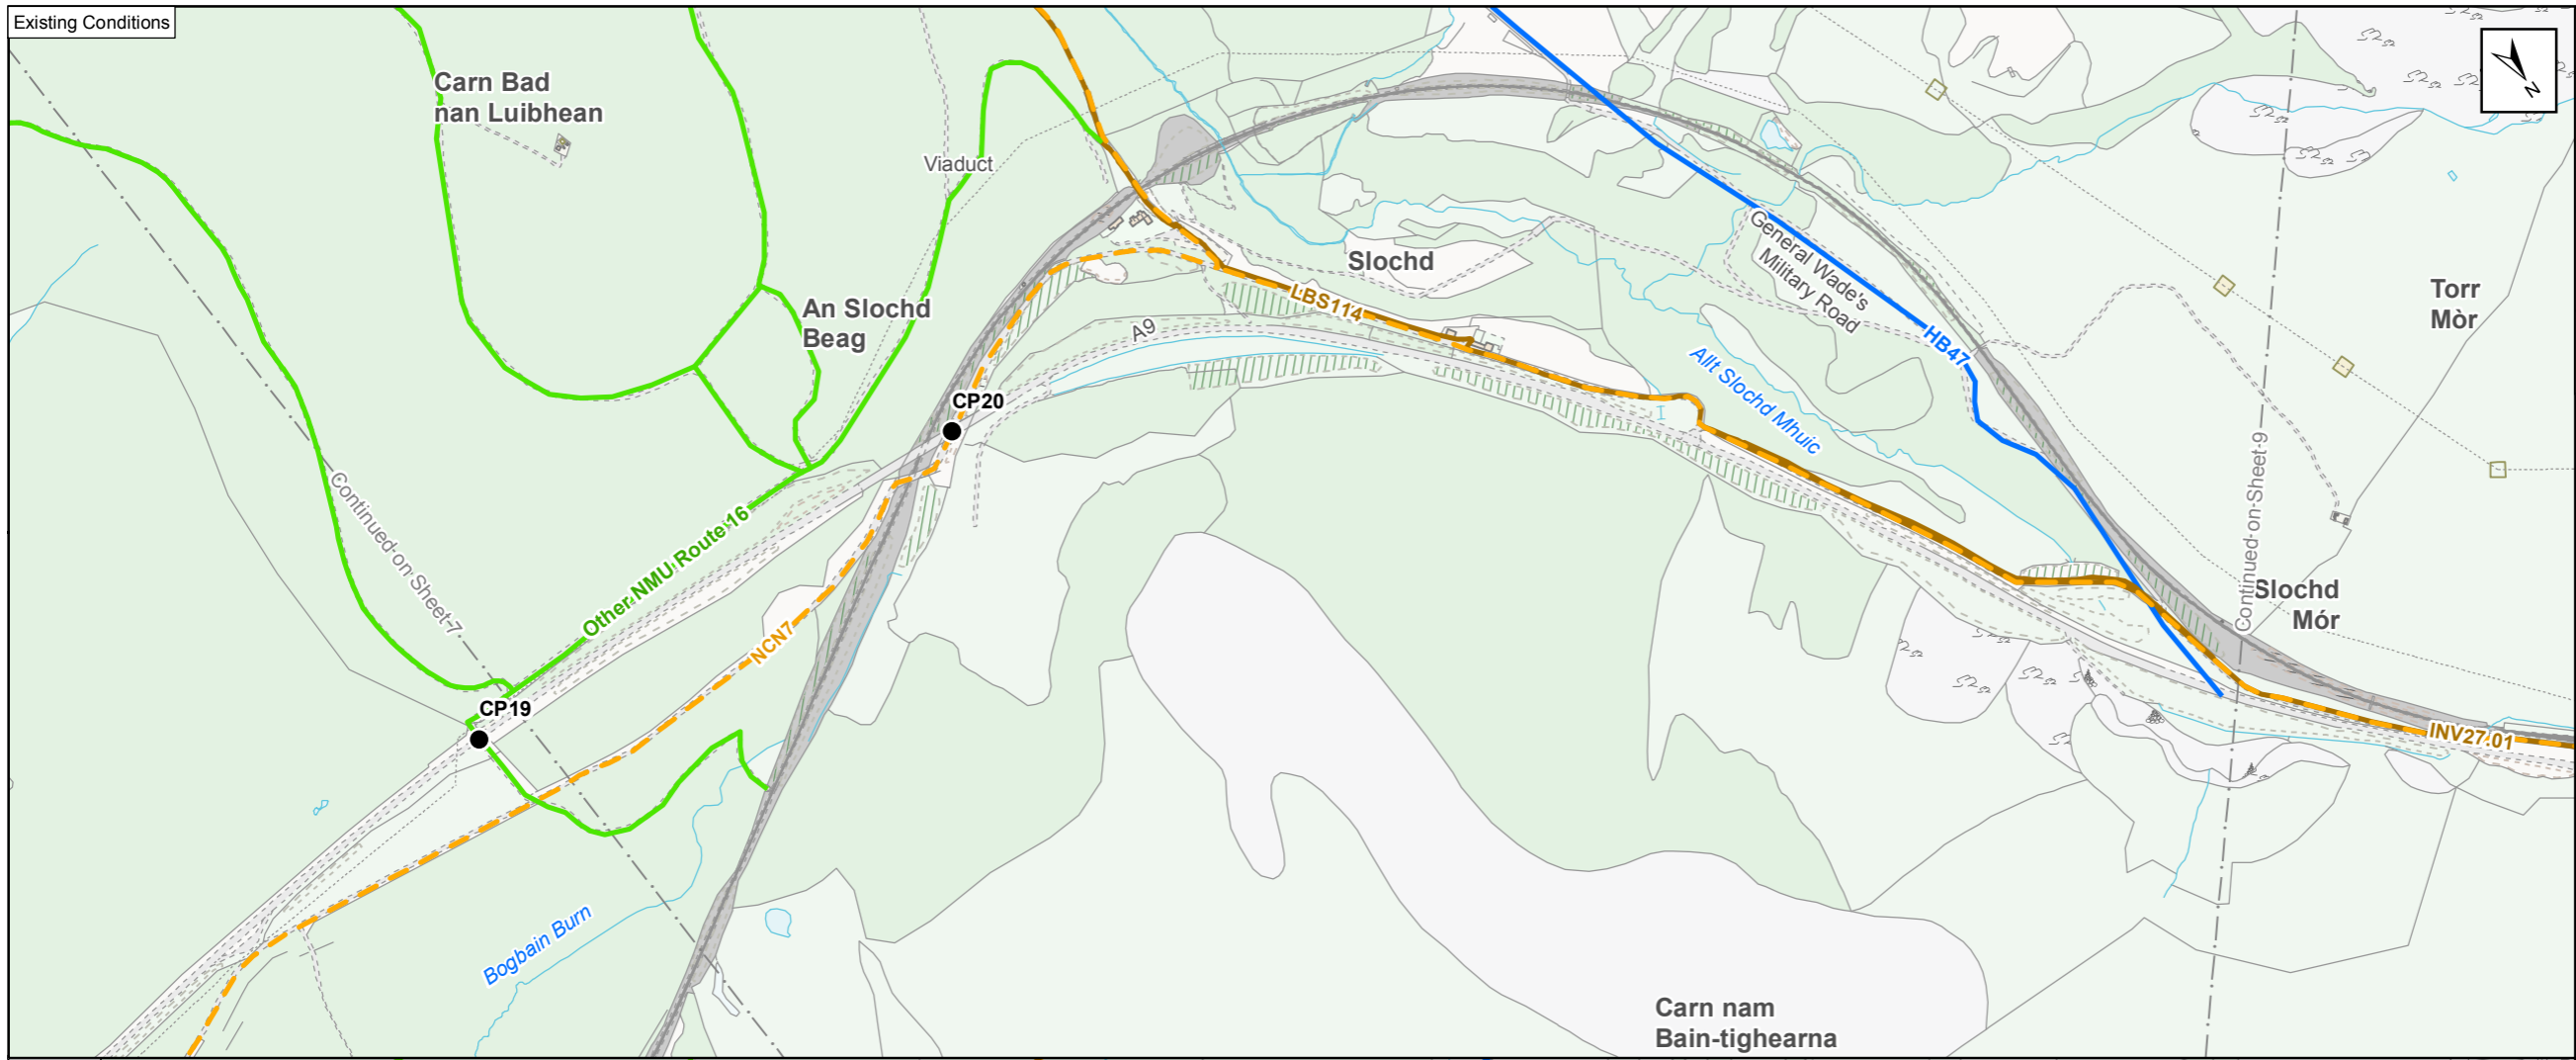 Existing Conditions
N
Carn Bad
nan Luibhean
Viaduct
An Slochd
Beag
Slochd
LBS114
A9
General Wade's
Military Road
HB47
Allt Slochd Mhuic
Torr
Mòr
CP20
Continued on Sheet 7
Other NMU Route 16
NCN7
CP19
Continued on Sheet 9
Slochd
Mór
INV27.01
Bogbain Burn
Carn nam
Bain-tighearna